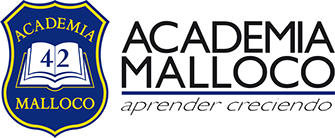 ACADEMIA
42
MALLOCO
ACADEMIA
MALLOCO
aprender creciendo